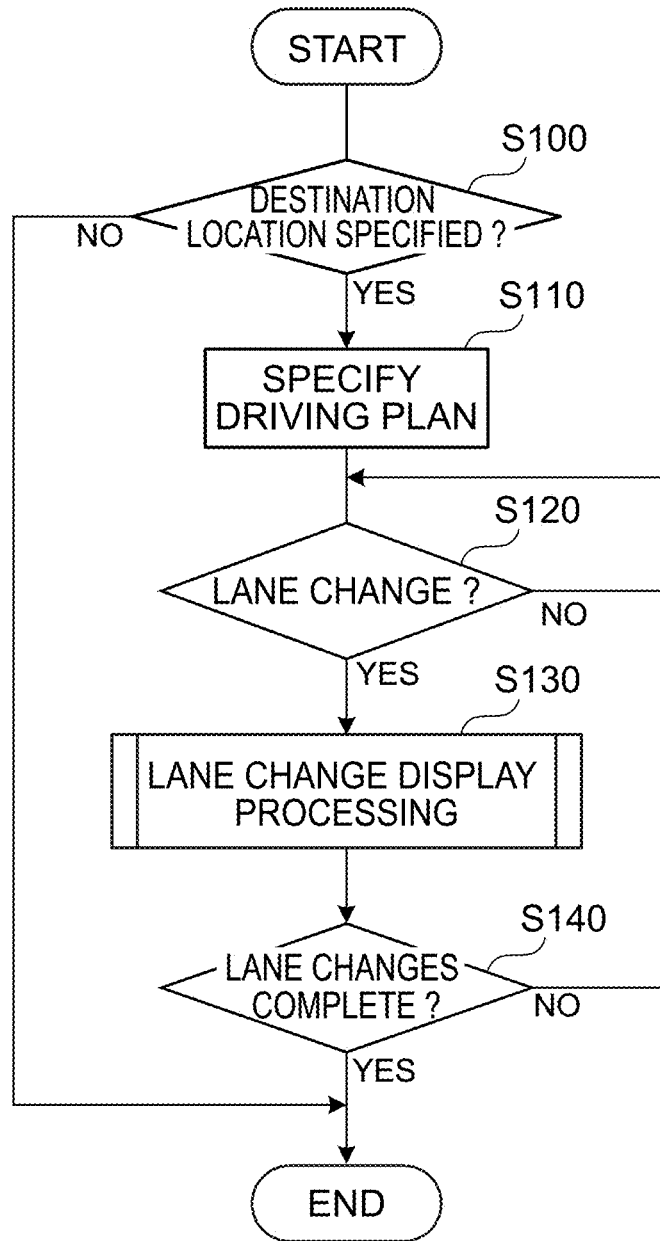 START
S100
DESTINATION
LOCATION SPECIFIED ?
NO
YES
S110
SPECIFY
DRIVING PLAN
S120
LANE CHANGE ?
NO
YES
S130
LANE CHANGE DISPLAY
PROCESSING
S140
LANE CHANGES
COMPLETE ?
NO
YES
END